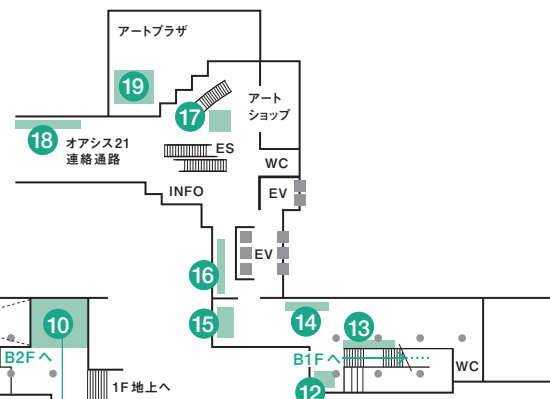 アートプラザ
19
アート
ショップ
17
18
オアシス21
連絡通路
ES
WC
INFO
EV
EV
16
14
15
13
10
B2Fへ
B1Fへ
WC
1F地上へ
12